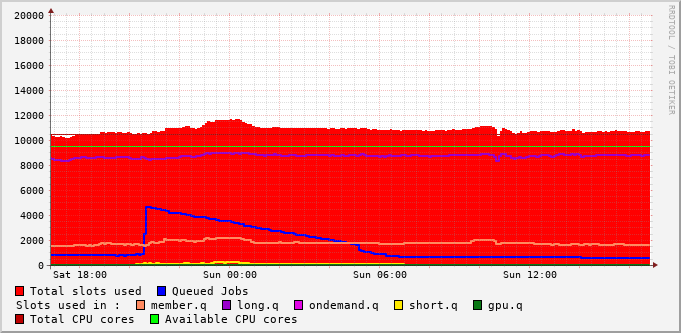 20000
18000
16000
14000
12000
10000
8000
6000
4000
2000
0
Sat 18:00 Sun 00:00 Sun 06:00 Sun 12:00
RRDTOOL / TOBI OETIKER
Total slots used Queued Jobs
Slots used in : member.q long.q ondemand.q short.q gpu.q
Total CPU cores Available CPU cores